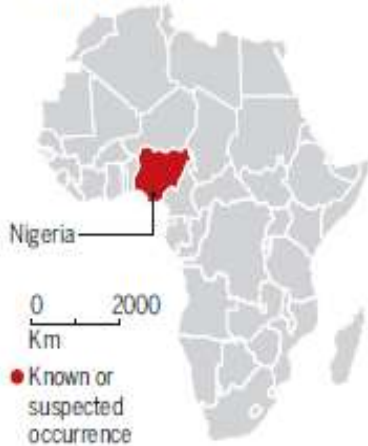 Nigeria
0 2000
Km
Known or
suspected
occurrence